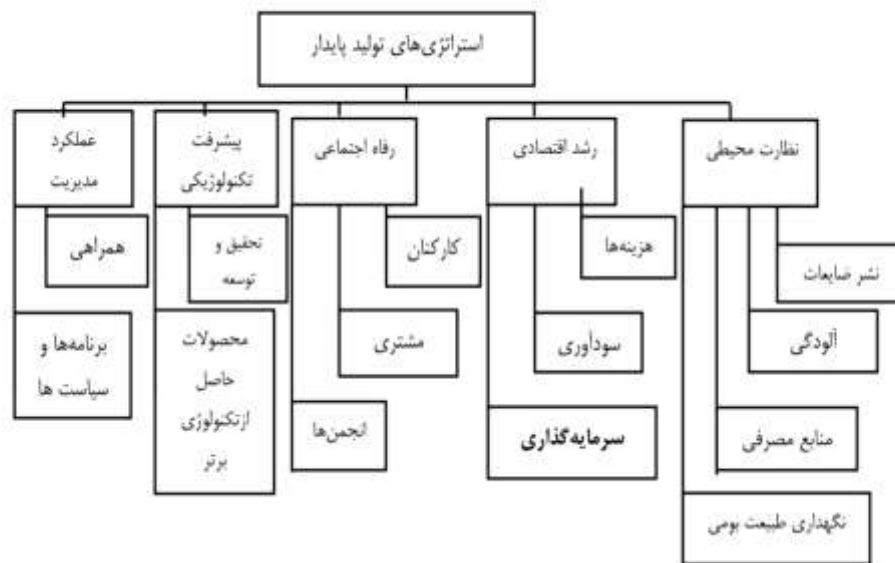 استراتژی‌های تولید پایدار
نظارت محیطی
رشد اقتصادی
رفاه اجتماعی
پیشرفت
تکنولوژیکی
عملکرد
مدیریت
نشر ضایعات
آلودگی
منابع مصرفی
نگهداری طبیعت بومی
هزینه‌ها
سودآوری
سرمایه‌گذاری
کارکنان
مشتری
انجمن‌ها
تحقیق و
توسعه
محصولات
حاصل
ازتکنولوژی
برتر
همراهی
برنامه‌ها و
سیاست ها